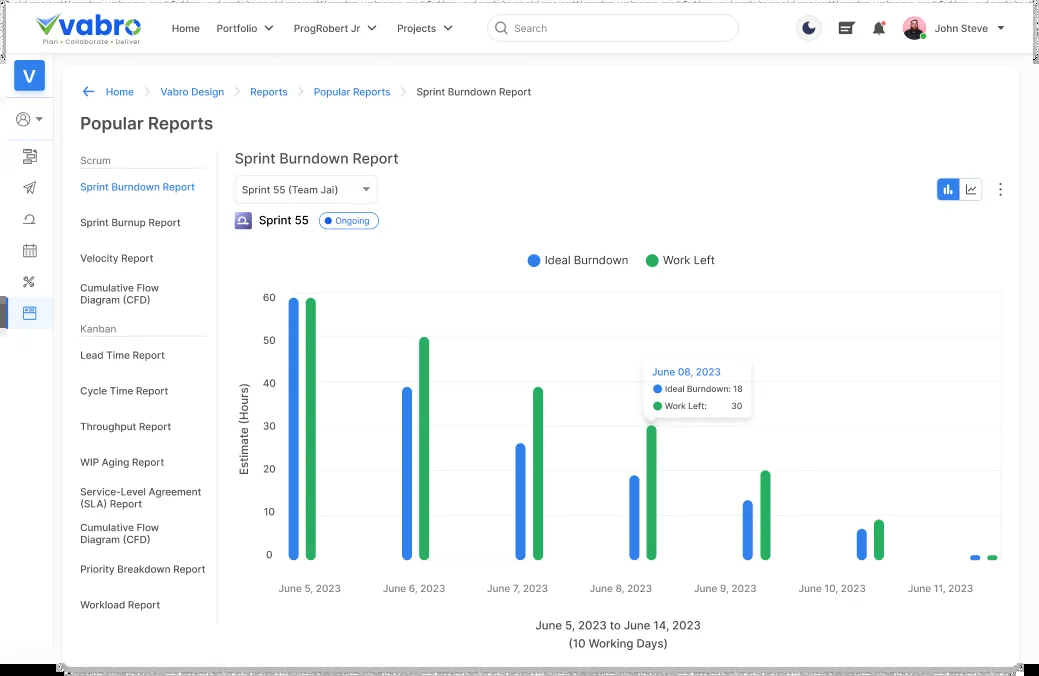 vabro
Plan • Collaborate • Deliver
Home Portfolio ProgRobert Jr Projects Search John Steve
V
Home Vabro Design Reports Popular Reports Sprint Burndown Report
Popular Reports
Scrum
Sprint Burndown Report
Sprint Burnup Report
Velocity Report
Cumulative Flow
Diagram (CFD)
Kanban
Lead Time Report
Cycle Time Report
Throughput Report
WIP Aging Report
Service-Level Agreement
(SLA) Report
Cumulative Flow
Diagram (CFD)
Priority Breakdown Report
Workload Report
Sprint Burndown Report
Sprint 55 (Team Jai)
Sprint 55 Ongoing
Ideal Burndown Work Left
Estimate (Hours)
60
50
40
30
20
10
0
June 08, 2023
Ideal Burndown: 18
Work Left: 30
June 5, 2023 June 6, 2023 June 7, 2023 June 8, 2023 June 9, 2023 June 10, 2023 June 11, 2023
June 5, 2023 to June 14, 2023
(10 Working Days)